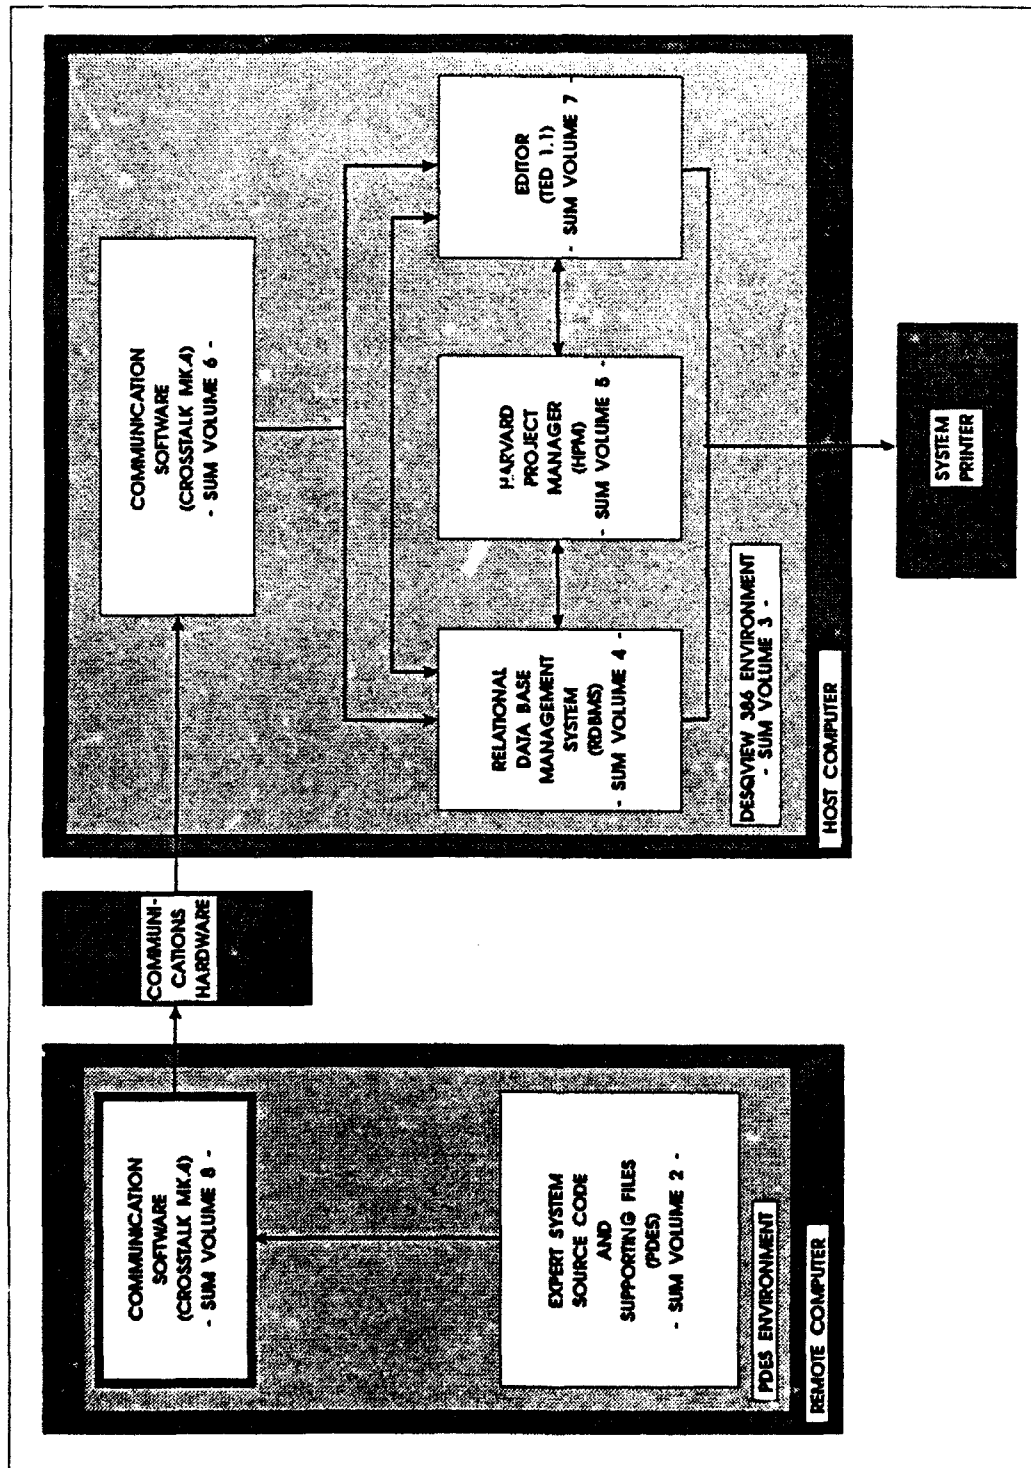 COMMUNICATION
SOFTWARE
(CROSSTALK MK.4)
- SUM VOLUME 8 -
EXPERT SYSTEM
SOURCE CODE
AND
SUPPORTING FILES
(PDES)
- SUM VOLUME 2 -
PDES ENVIRONMENT
REMOTE COMPUTER
COMMUNI-
CATIONS
HARDWARE
COMMUNICATION
SOFTWARE
(CROSSTALK MK.4)
- SUM VOLUME 6 -
RELATIONAL
DATA BASE
MANAGEMENT
SYSTEM
(RDBMS)
- SUM VOLUME 4 -
HARVARD
PROJECT
MANAGER
(HPM)
- SUM VOLUME 5 -
EDITOR
(TED 1.1)
- SUM VOLUME 7 -
DESQVIEW 386 ENVIRONMENT
- SUM VOLUME 3 -
HOST COMPUTER
SYSTEM
PRINTER